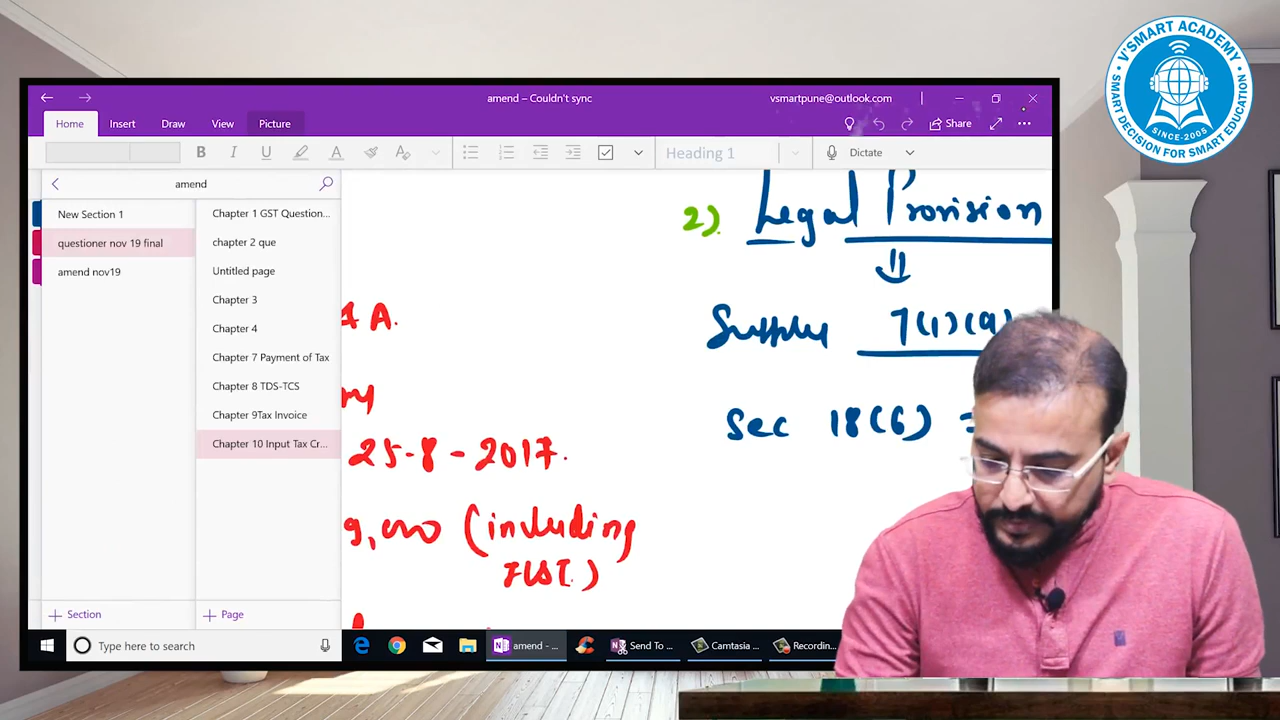 V'SMART ACADEMY
SMART DECISION FOR SMART EDUCATION
SINCE-2005
amend – Couldn't sync
vsmartpune@outlook.com
Home
Insert
Draw
View
Picture
Share
B
I
U
A
Heading 1
Dictate
amend
New Section 1
questioner nov 19 final
amend nov19
Section
Chapter 1 GST Question...
chapter 2 que
Untitled page
Chapter 3
Chapter 4
Chapter 7 Payment of Tax
Chapter 8 TDS-TCS
Chapter 9Tax Invoice
Chapter 10 Input Tax Cr...
Page
A.
25-8-2017.
(including
2). Legal Provision
Supply 7(1)(a)
Sec 18(6) =
Type here to search
amend - ...
Send To ...
Camtasia ...
Recordin...